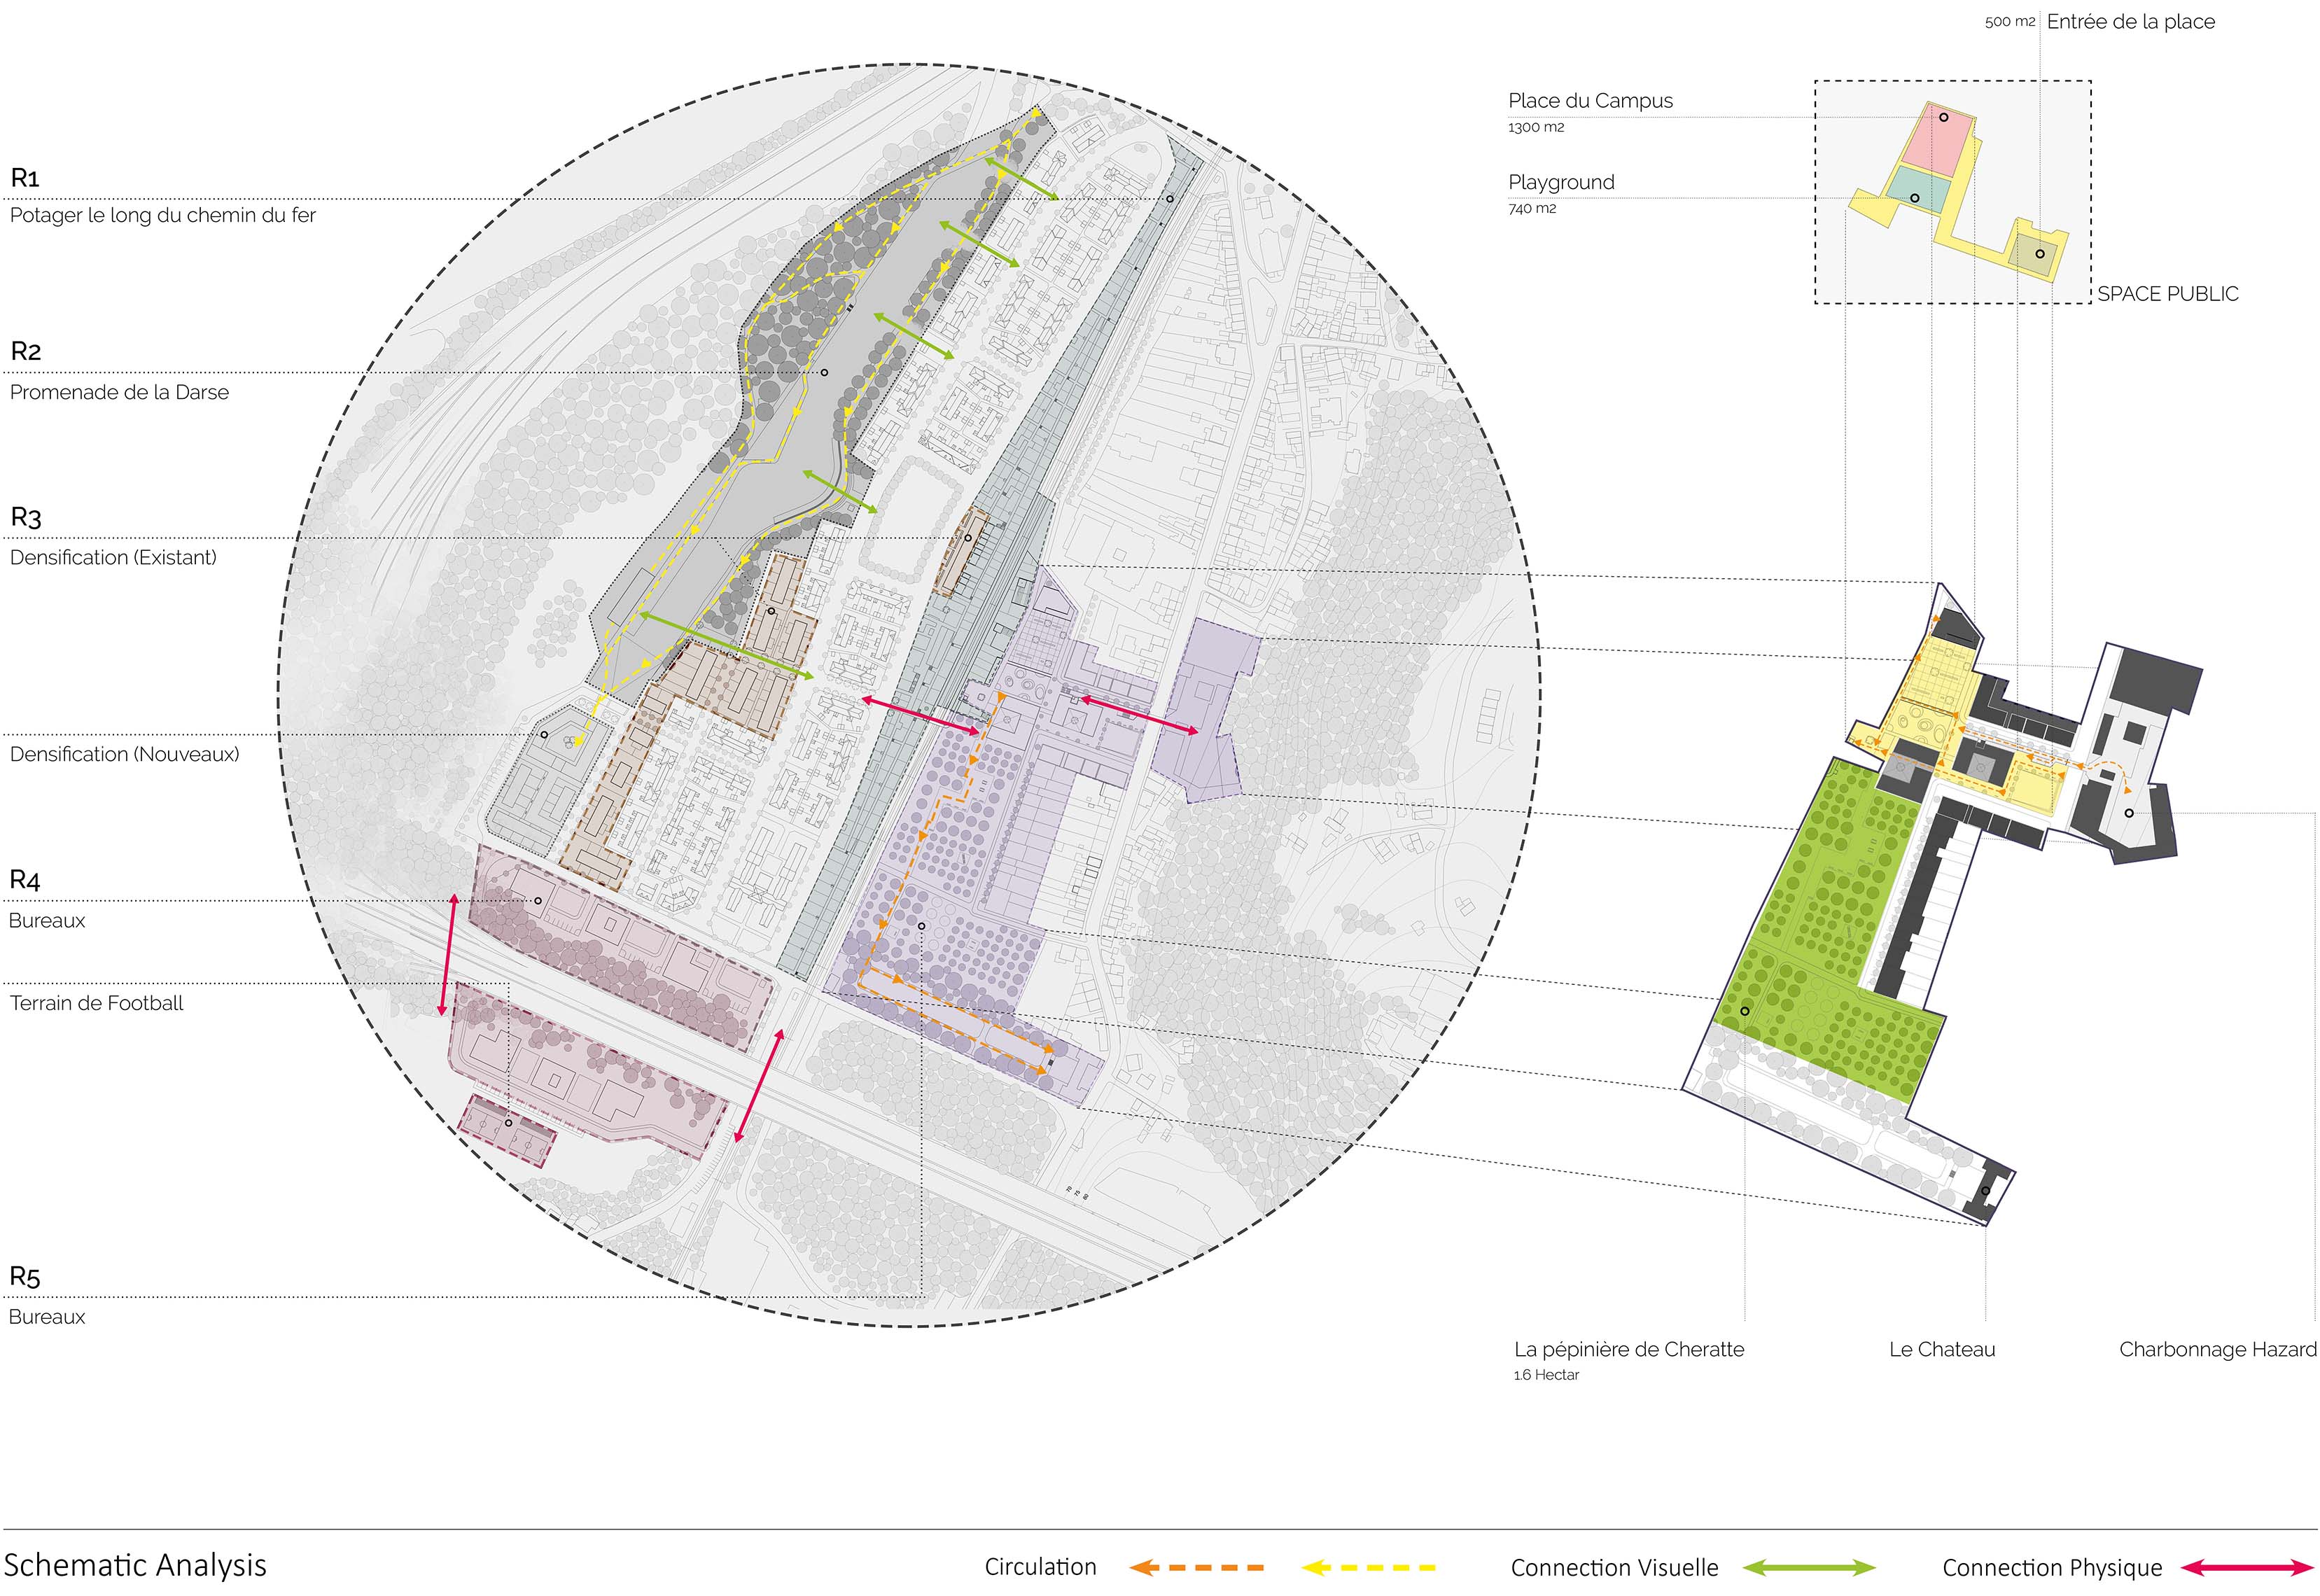 500 m2 Entrée de la place
Place du Campus
1300 m2
Playground
740 m2
SPACE PUBLIC
R1
Potager le long du chemin du fer
R2
Promenade de la Darse
R3
Densification (Existant)
Densification (Nouveaux)
R4
Bureaux
Terrain de Football
R5
Bureaux
70
75
80
La pépinière de Cheratte
1.6 Hectar
Le Chateau
Charbonnage Hazard
Schematic Analysis
Circulation
Connection Visuelle
Connection Physique